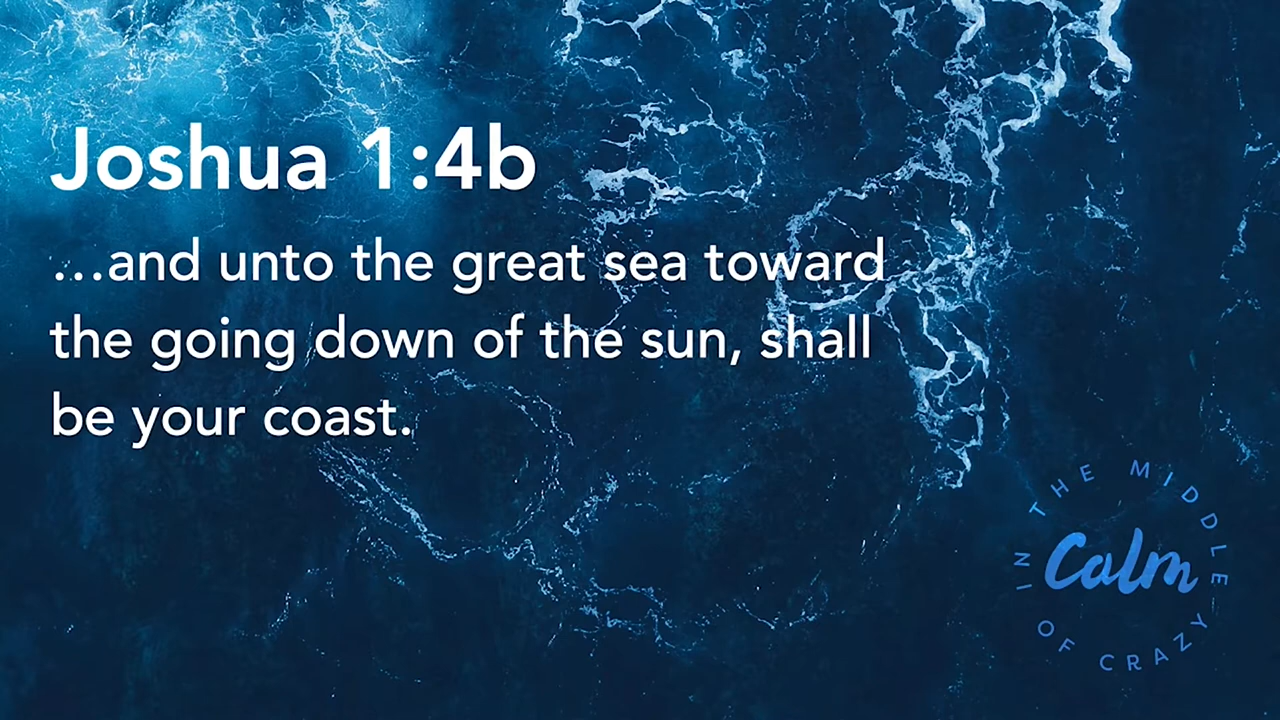 Joshua 1:4b
…and unto the great sea toward
the going down of the sun, shall
be your coast.
IN THE MIDDLE OF CRAZY
Calm